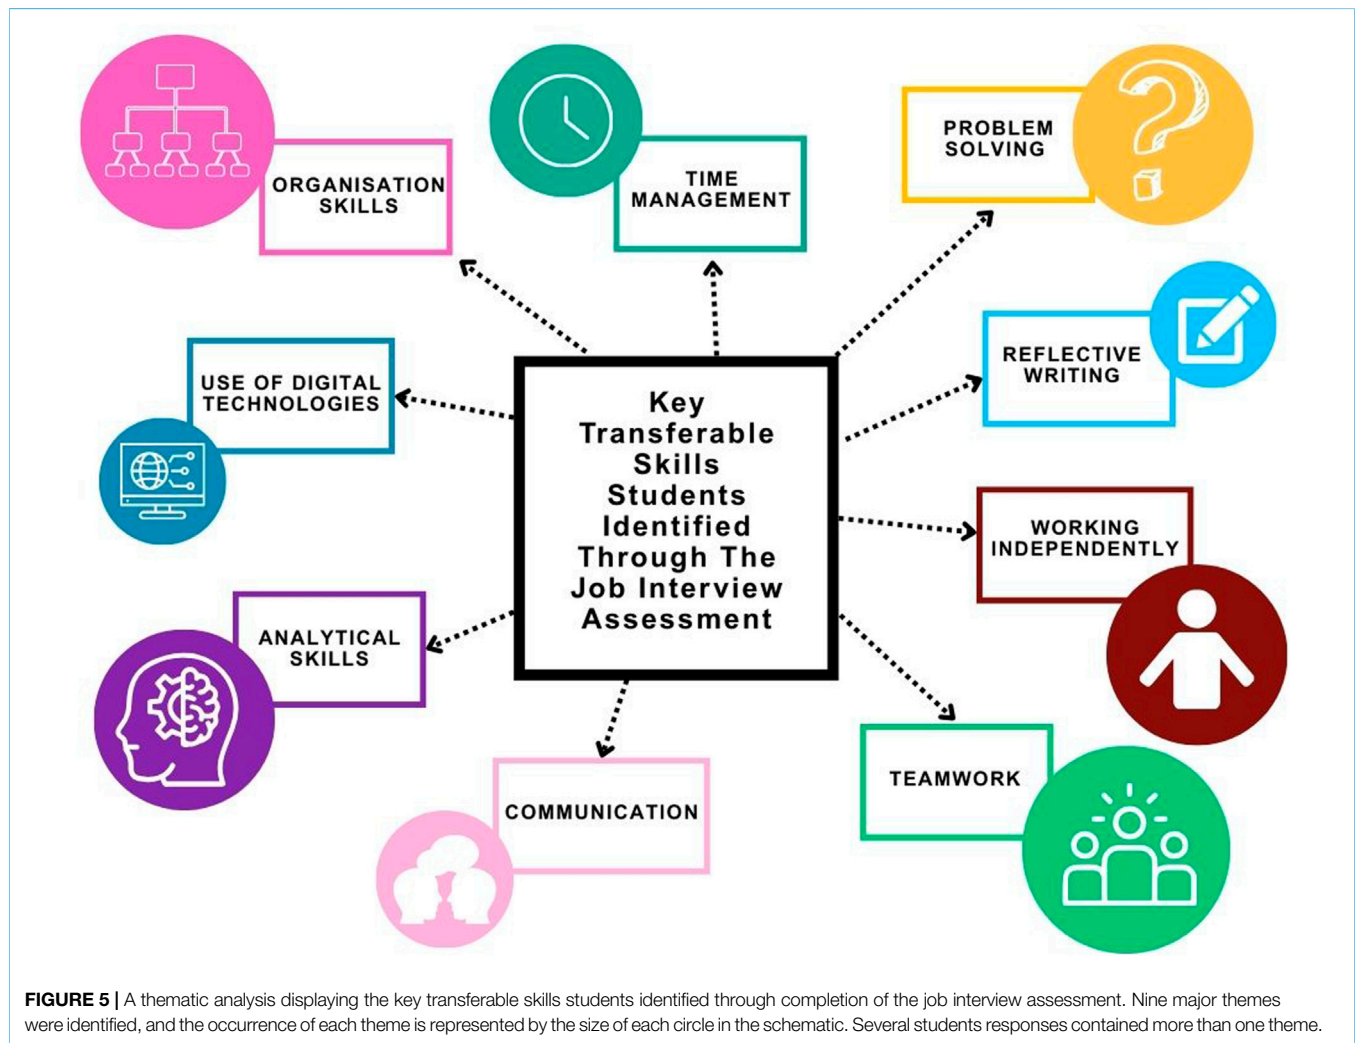 ORGANISATION
SKILLS
TIME
MANAGEMENT
PROBLEM
SOLVING
REFLECTIVE
WRITING
USE OF DIGITAL
TECHNOLOGIES
Key
Transferable
Skills
Students
Identified
Through The
Job Interview
Assessment
WORKING
INDEPENDENTLY
ANALYTICAL
SKILLS
TEAMWORK
COMMUNICATION
FIGURE 5 | A thematic analysis displaying the key transferable skills students identified through completion of the job interview assessment. Nine major themes
were identified, and the occurrence of each theme is represented by the size of each circle in the schematic. Several students responses contained more than one theme.